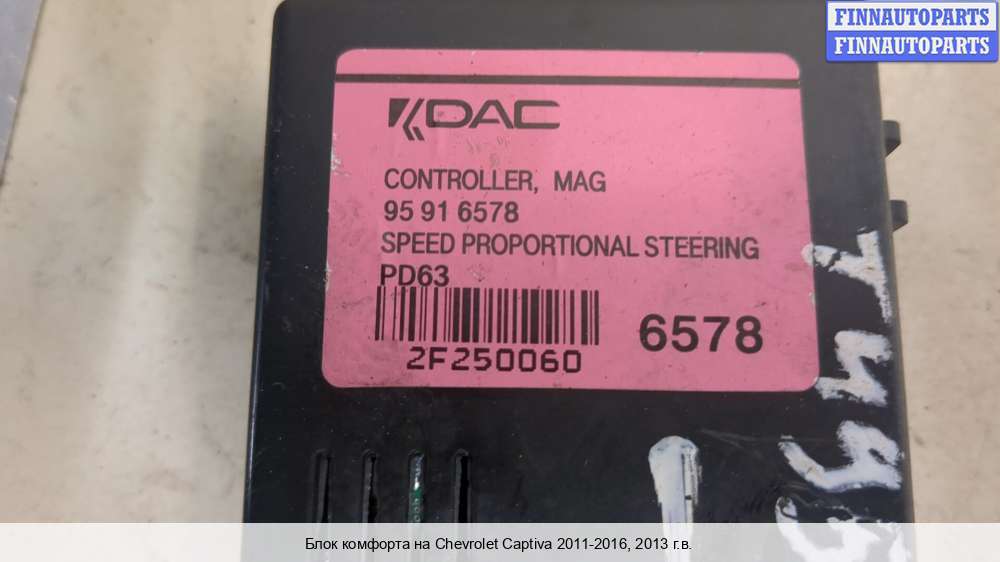 FINNAUTOPARTS
FINNAUTOPARTS
KDAC
CONTROLLER, MAG
95 91 6578
SPEED PROPORTIONAL STEERING
PD63
2F250060
6578
Блок комфорта на Chevrolet Captiva 2011-2016, 2013 г.в.